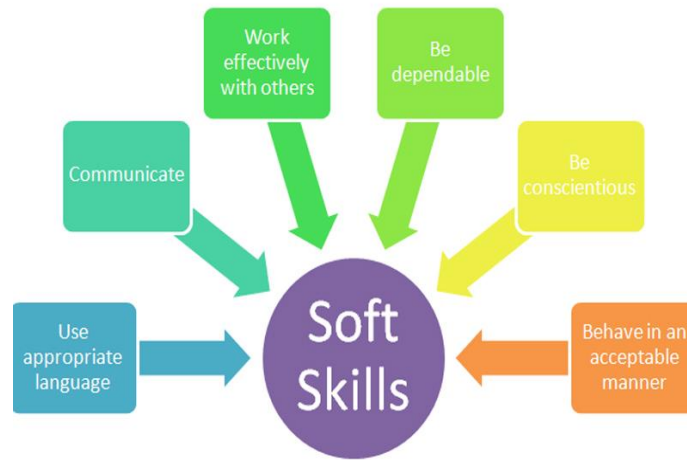 Work
effectively
with others
Be
dependable
Communicate
Be
conscientious
Use
appropriate
language
Soft
Skills
Behave in an
acceptable
manner